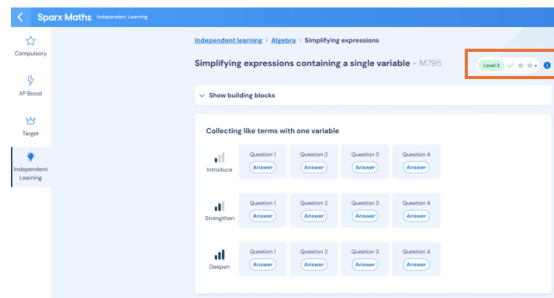 Sparx Maths Independent Learning
Compulsory
XP Boost
Target
Independent
Learning
Independent learning > Algebra > Simplifying expressions
Simplifying expressions containing a single variable - M795
Level 3
Show building blocks
Collecting like terms with one variable
Introduce
Question 1 Question 2 Question 3 Question 4
Answer Answer Answer Answer
Strengthen
Question 1 Question 2 Question 3 Question 4
Answer Answer Answer Answer
Deepen
Question 1 Question 2 Question 3 Question 4
Answer Answer Answer Answer